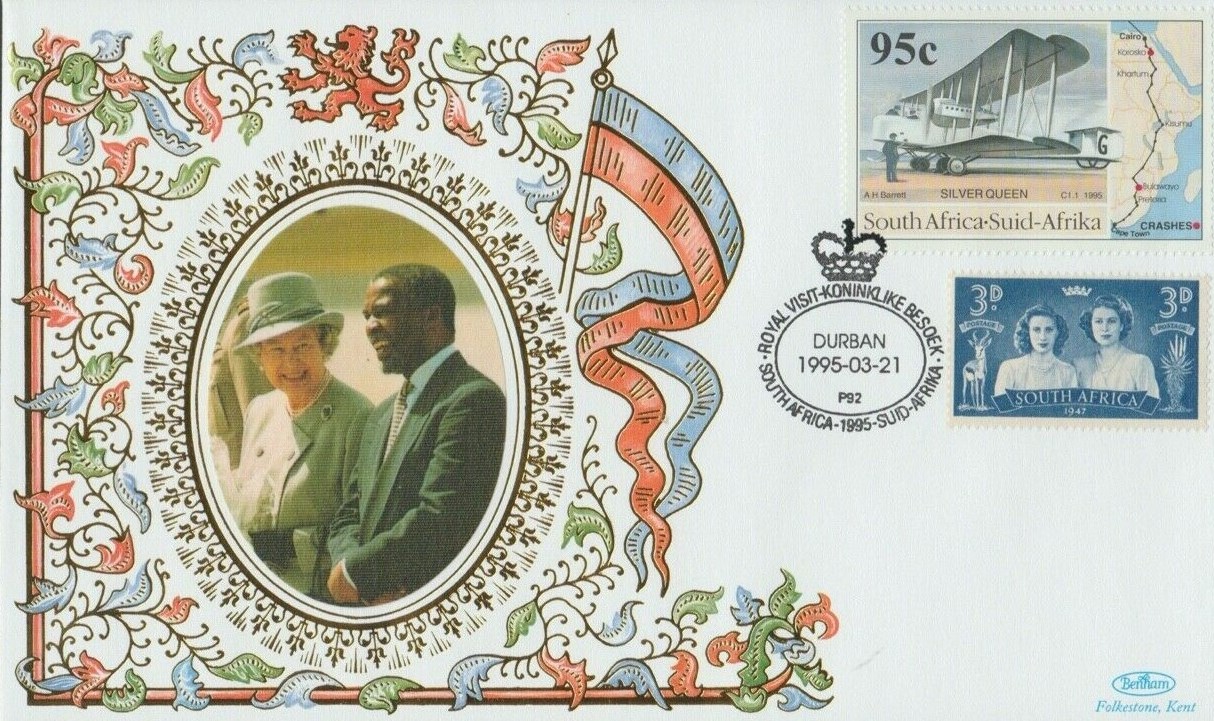 95c
Cairo
Korosko
Khartum
Kisumu
G
Bulawayo
Pretoria
A H Barrett
SILVER QUEEN
C1.1 1995
South Africa·Suid-Afrika
Cape Town
CRASHES
ROYAL VISIT-KONINKLIKE BESOEK
DURBAN
1995-03-21
P92
SOUTH AFRICA-1995-SUID-AFRIKA
3D
3D
POSTAGE
POSTAGE
SOUTH AFRICA
1947
Benham
Folkestone, Kent